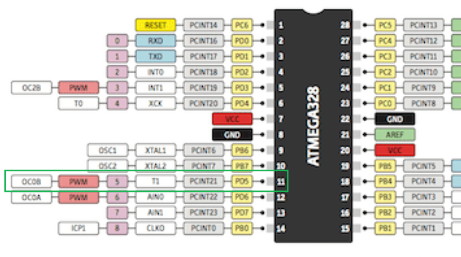 RESET PCINT14 PC6 1 28 PC5 PCINT13
0 RXD PCINT16 PD0 2 27 PC4 PCINT12
1 TXD PCINT17 PD1 3 26 PC3 PCINT11
2 INT0 PCINT18 PD2 4 25 PC2 PCINT10
OC2B PWM 3 INT1 PCINT19 PD3 5 24 PC1 PCINT9
T0 4 XCK PCINT20 PD4 6 23 PC0 PCINT8
VCC 7 22 GND
GND 8 21 AREF
OSC1 XTAL1 PCINT6 PB6 9 20 VCC
OSC2 XTAL2 PCINT7 PB7 10 19 PB5 PCINT5
OC0B PWM 5 T1 PCINT21 PD5 11 18 PB4 PCINT4
OC0A PWM 6 AIN0 PCINT22 PD6 12 17 PB3 PCINT3
7 AIN1 PCINT23 PD7 13 16 PB2 PCINT2
ICP1 8 CLKO PCINT0 PB0 14 15 PB1 PCINT1
ATMEGA328